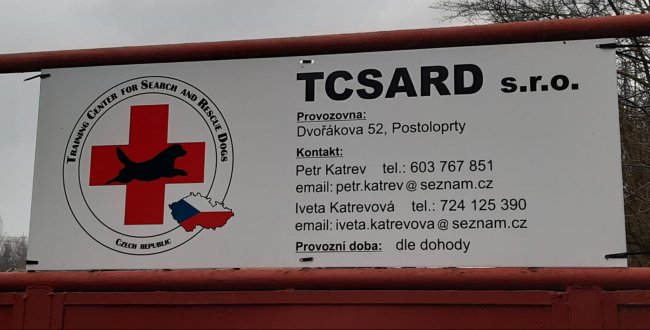 TRAINING CENTER FOR SEARCH AND RESCUE DOGS
CZECH REPUBLIC
TCSARD s.r.o.
Provozovna:
Dvořákova 52, Postoloprty
Kontakt:
Petr Katrev tel.: 603 767 851
email: petr.katrev@seznam.cz
Iveta Katrevová tel.: 724 125 390
email: iveta.katrevova@seznam.cz
Provozní doba: dle dohody